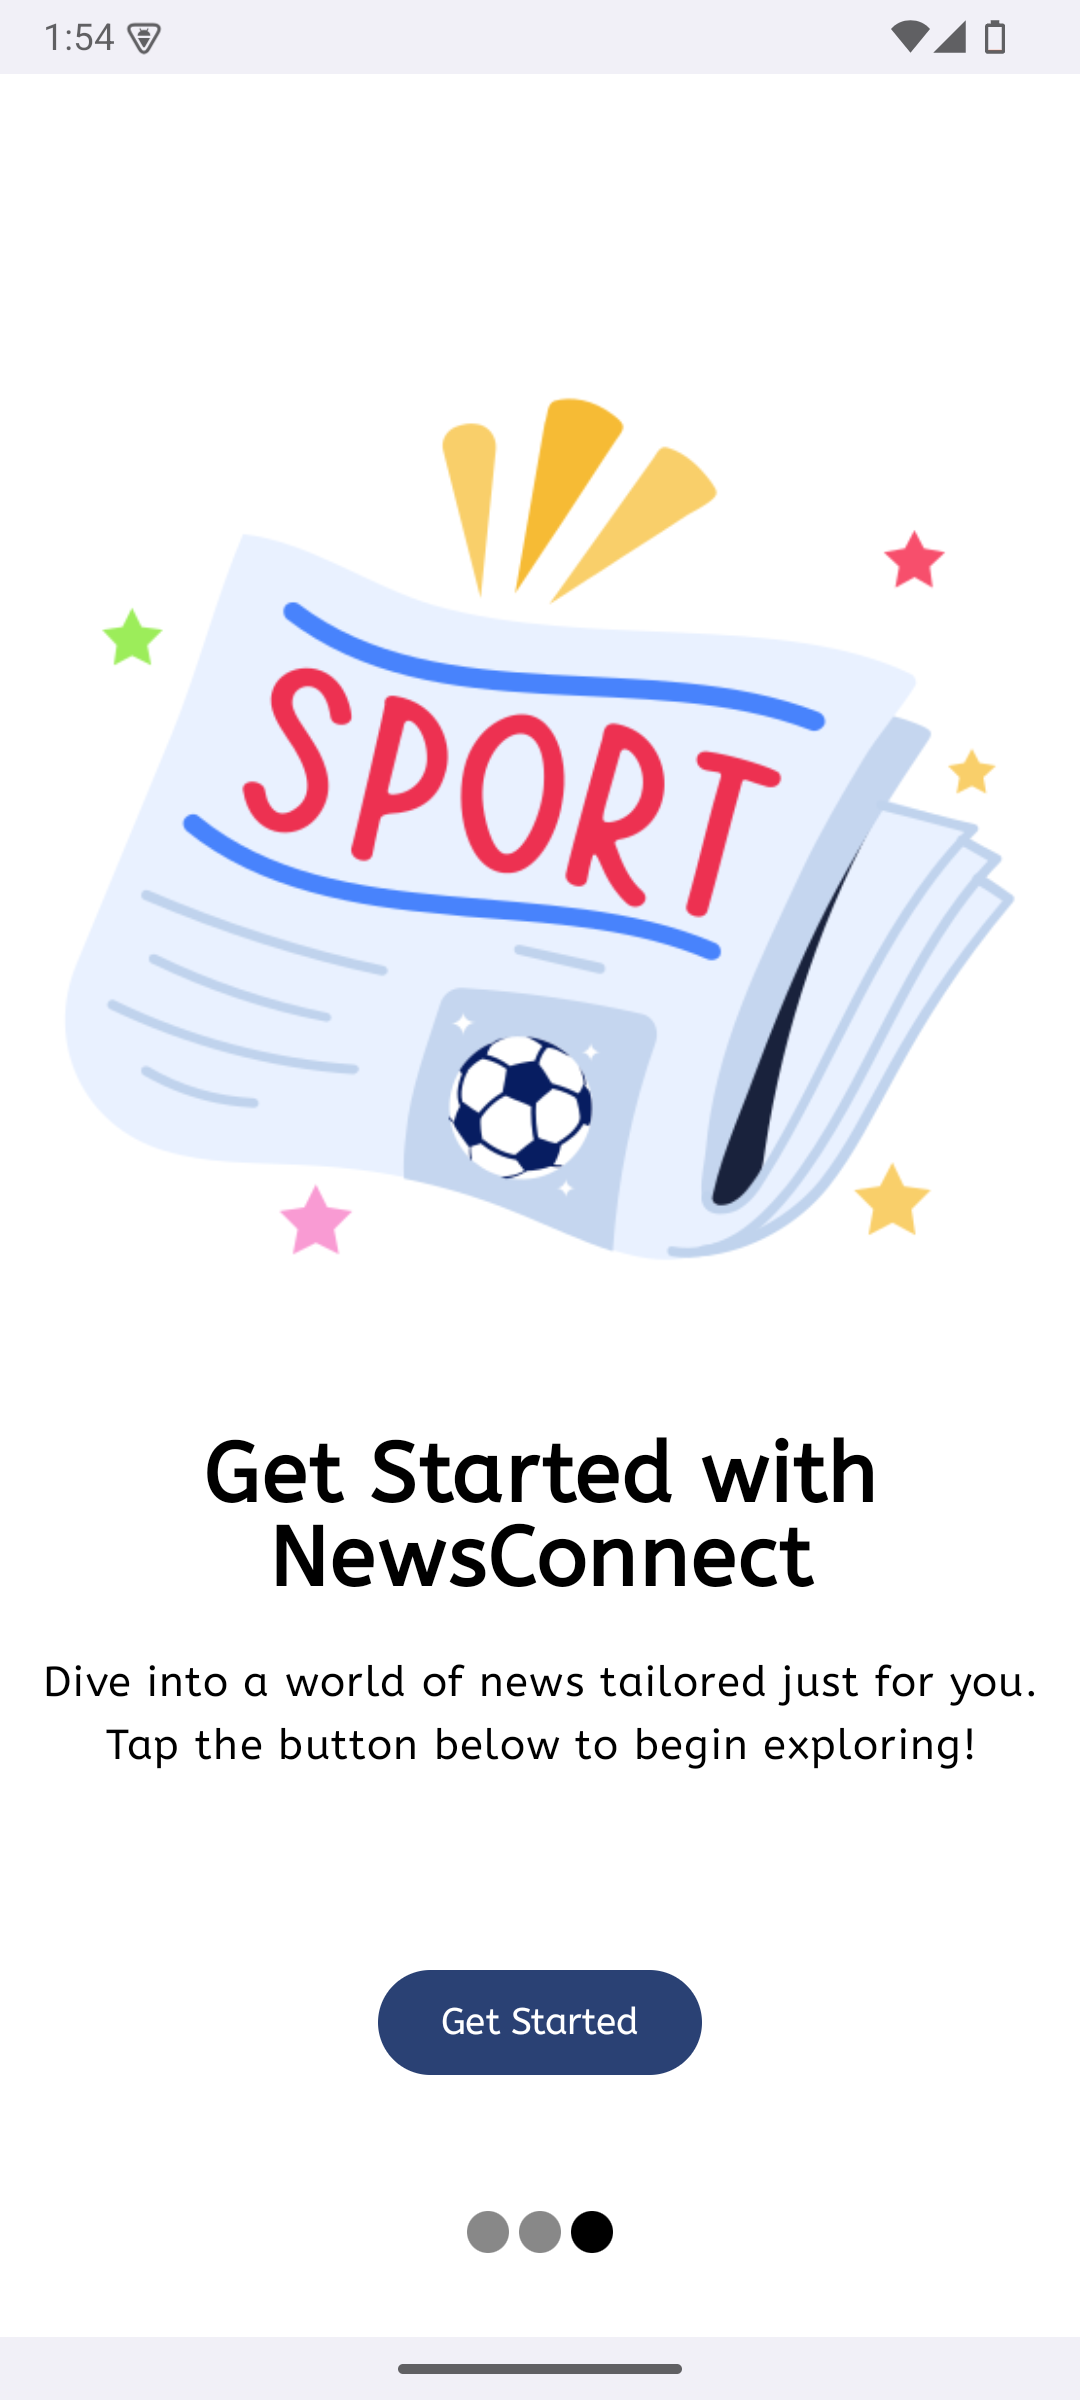 1:54
SPORT
Get Started with
NewsConnect
Dive into a world of news tailored just for you.
Tap the button below to begin exploring!
Get Started